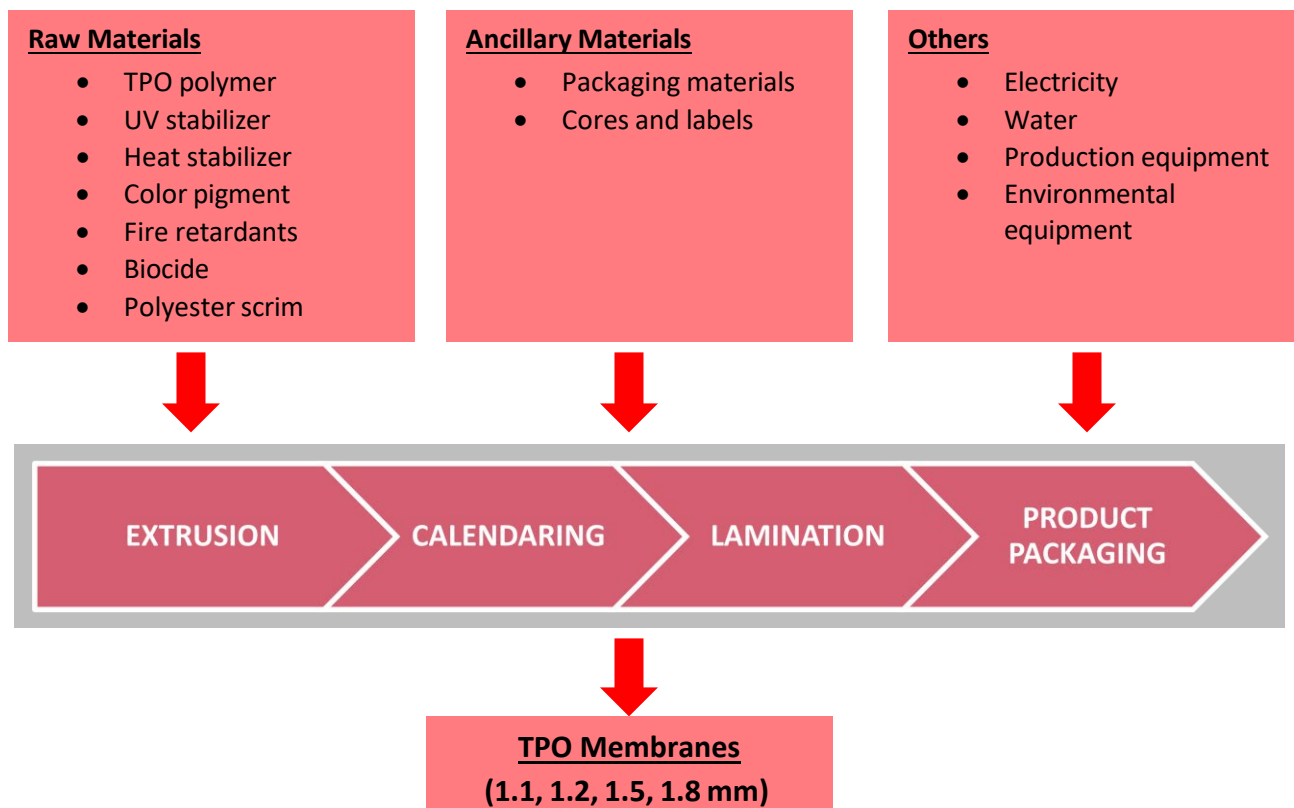 Raw Materials
• TPO polymer
• UV stabilizer
• Heat stabilizer
• Color pigment
• Fire retardants
• Biocide
• Polyester scrim
Ancillary Materials
• Packaging materials
• Cores and labels
Others
• Electricity
• Water
• Production equipment
• Environmental
equipment
EXTRUSION
CALENDARING
LAMINATION
PRODUCT
PACKAGING
TPO Membranes
(1.1, 1.2, 1.5, 1.8 mm)